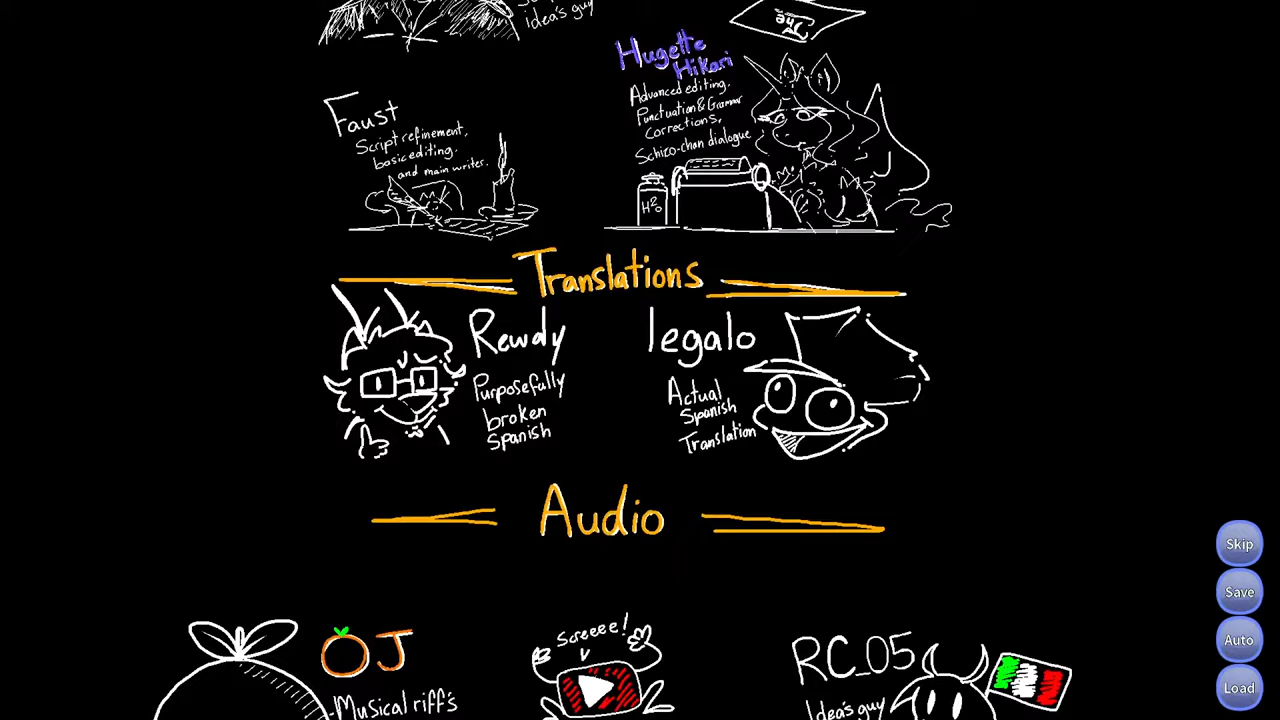 Idea's guy
The
Hugette
Hikari
Advanced editing,
Punctuation & Grammar
Corrections,
Schizo-chan dialogue
Faust
Script refinement,
basic editing,
and main writer.
H²O
Translations
Rewdy
Purposefully
broken
Spanish
legalo
Actual
Spanish
Translation
Audio
OJ
-Musical riff's
Screeee!
RC_05
Idea's guy
Skip
Save
Auto
Load